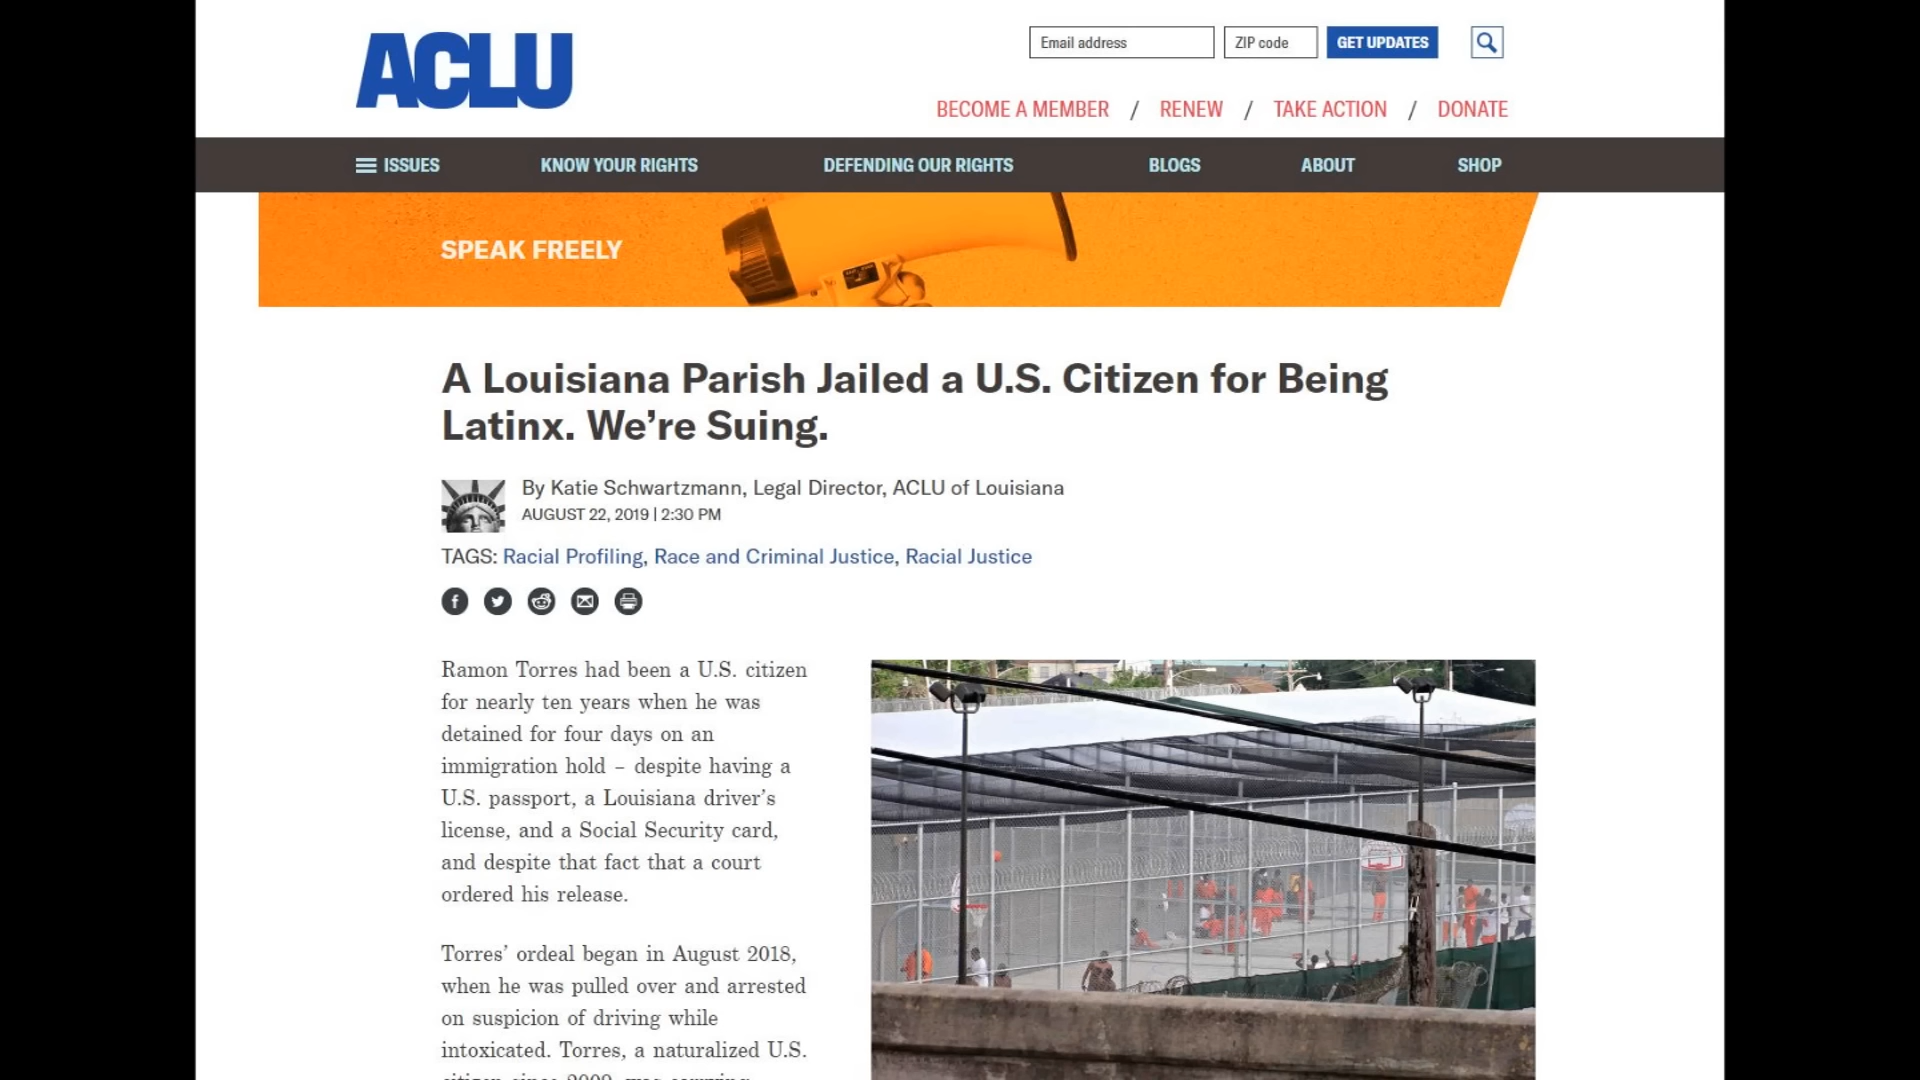 ACLU
Email address
ZIP code
GET UPDATES
BECOME A MEMBER / RENEW / TAKE ACTION / DONATE
ISSUES
KNOW YOUR RIGHTS
DEFENDING OUR RIGHTS
BLOGS
ABOUT
SHOP
SPEAK FREELY
A Louisiana Parish Jailed a U.S. Citizen for Being
Latinx. We’re Suing.
By Katie Schwartzmann, Legal Director, ACLU of Louisiana
AUGUST 22, 2019 | 2:30 PM
TAGS: Racial Profiling, Race and Criminal Justice, Racial Justice
Ramon Torres had been a U.S. citizen
for nearly ten years when he was
detained for four days on an
immigration hold – despite having a
U.S. passport, a Louisiana driver’s
license, and a Social Security card,
and despite that fact that a court
ordered his release.
Torres’ ordeal began in August 2018,
when he was pulled over and arrested
on suspicion of driving while
intoxicated. Torres, a naturalized U.S.